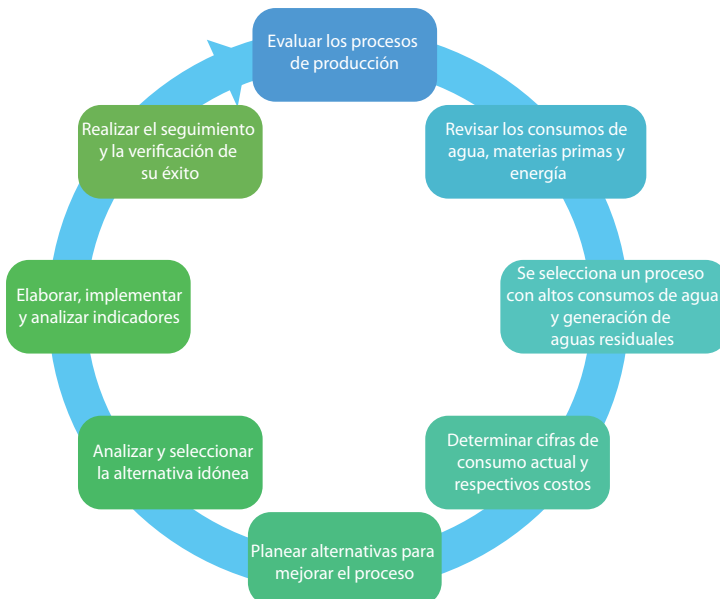 Evaluar los procesos
de producción
Revisar los consumos de
agua, materias primas y
energía
Se selecciona un proceso
con altos consumos de agua
y generación de
aguas residuales
Determinar cifras de
consumo actual y
respectivos costos
Planear alternativas para
mejorar el proceso
Analizar y seleccionar
la alternativa idónea
Elaborar, implementar
y analizar indicadores
Realizar el seguimiento
y la verificación de
su éxito